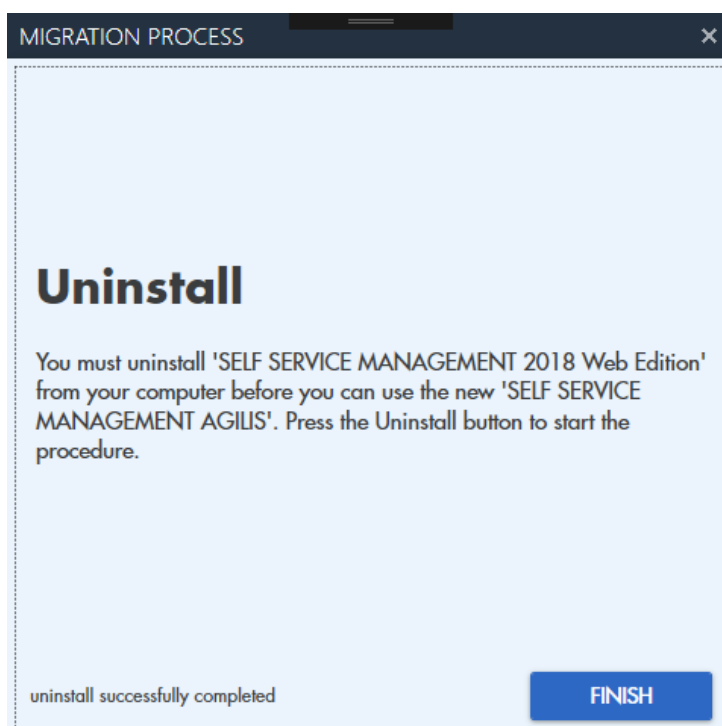 MIGRATION PROCESS
Uninstall
You must uninstall 'SELF SERVICE MANAGEMENT 2018 Web Edition'
from your computer before you can use the new 'SELF SERVICE
MANAGEMENT AGILIS'. Press the Uninstall button to start the
procedure.
uninstall successfully completed
FINISH